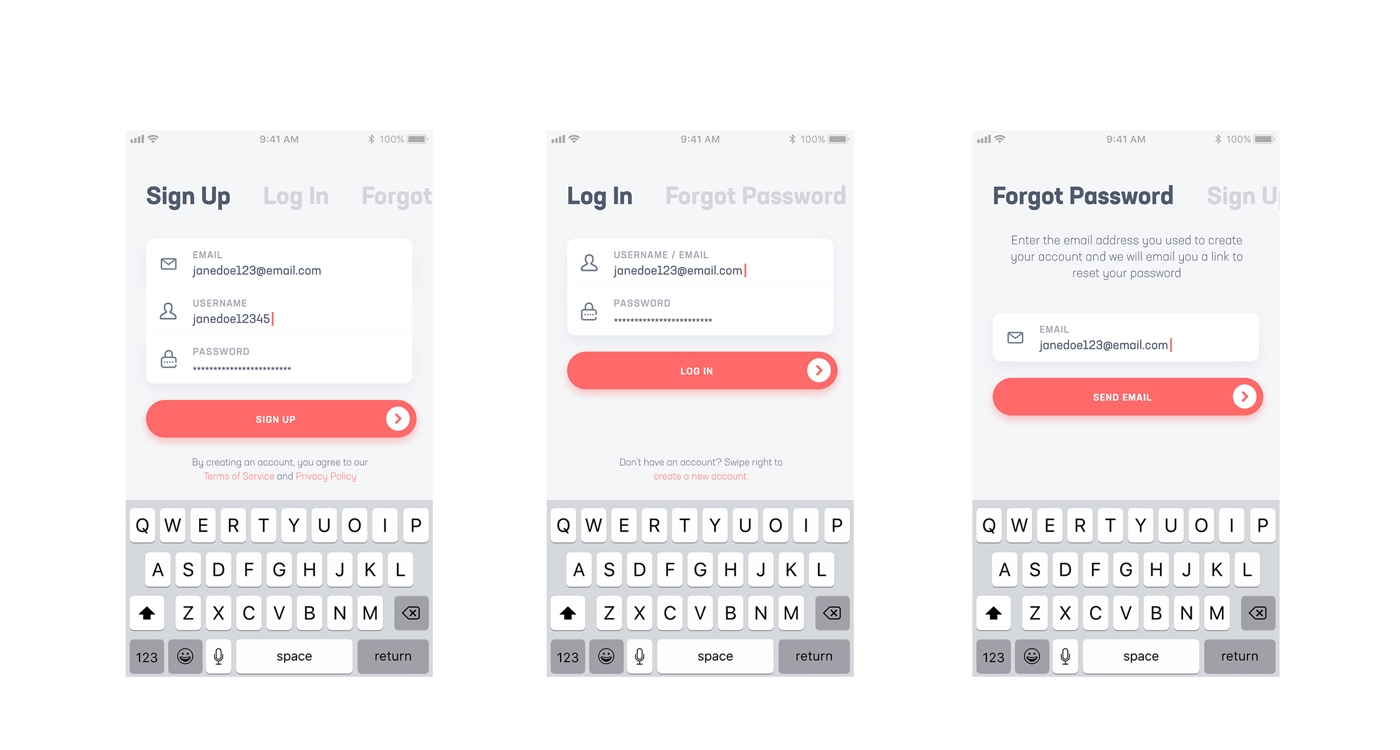 9:41 AM 100%
Sign Up Log In Forgot
EMAIL
janedoe123@email.com
USERNAME
janedoe12345
PASSWORD
************************
SIGN UP
By creating an account, you agree to our
Terms of Service and Privacy Policy
Q W E R T Y U O I P
A S D F G H J K L
Z X C V B N M
123 space return
9:41 AM 100%
Log In Forgot Password
USERNAME / EMAIL
janedoe123@email.com
PASSWORD
************************
LOG IN
Don't have an account? Swipe right to
create a new account.
Q W E R T Y U O I P
A S D F G H J K L
Z X C V B N M
123 space return
9:41 AM 100%
Forgot Password Sign Up
Enter the email address you used to create
your account and we will email you a link to
reset your password
EMAIL
janedoe123@email.com
SEND EMAIL
Q W E R T Y U O I P
A S D F G H J K L
Z X C V B N M
123 space return